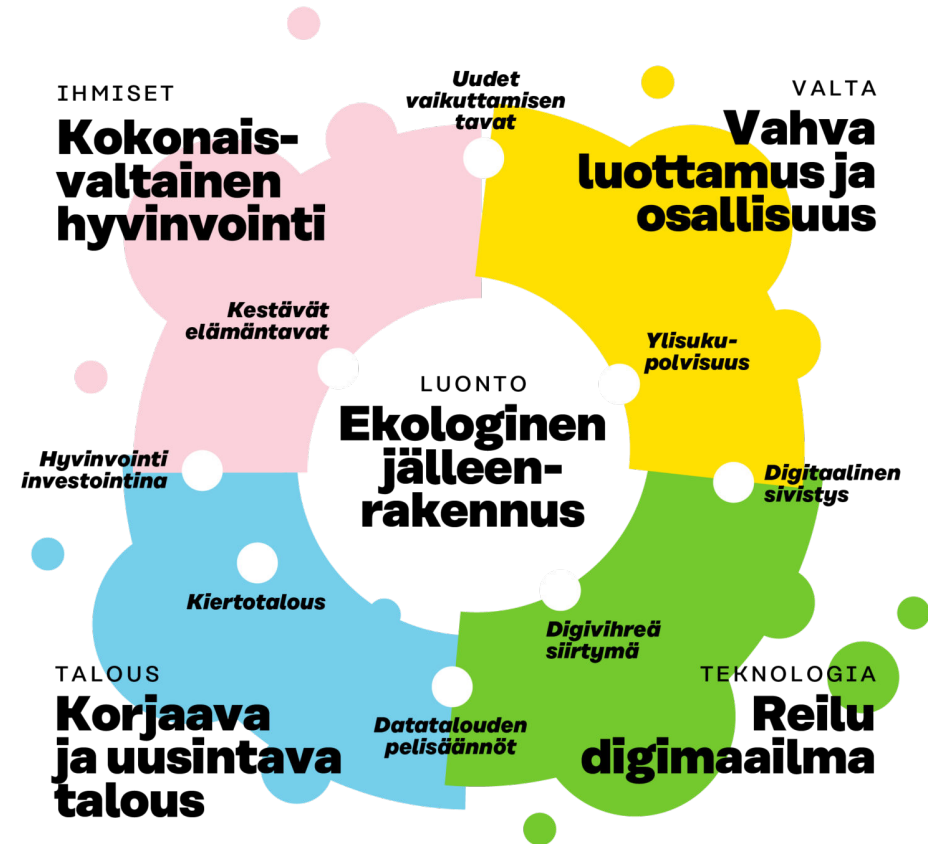 IHMISET
Kokonais-
valtainen
hyvinvointi
Uudet
vaikuttamisen
tavat
VALTA
Vahva
luottamus ja
osallisuus
Kestävät
elämäntavat
Ylisuku-
polvisuus
LUONTO
Ekologinen
jälleen-
rakennus
Hyvinvointi
investointina
Digitaalinen
sivistys
Kiertotalous
Digivihreä
siirtymä
TALOUS
Korjaava
ja uusintava
talous
Datatalouden
pelisäännöt
TEKNOLOGIA
Reilu
digimaailma